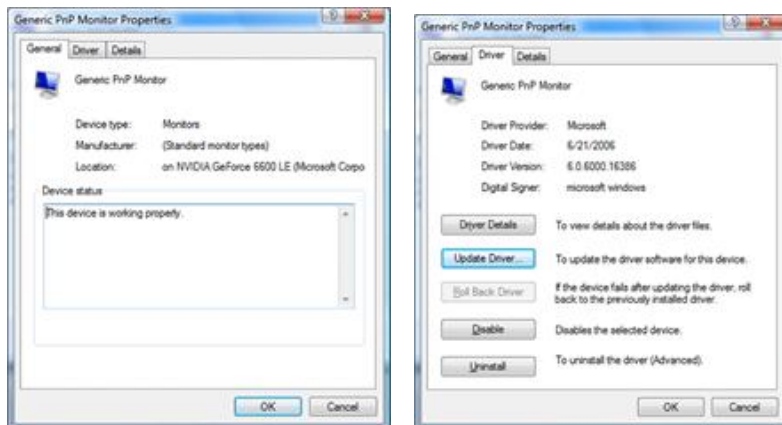 Generic PnP Monitor Properties
General Driver Details
Generic PnP Monitor
Device type: Monitors
Manufacturer: (Standard monitor types)
Location: on NVIDIA GeForce 6600 LE (Microsoft Corpo
Device status
This device is working properly.
OK Cancel
Generic PnP Monitor Properties
General Driver Details
Generic PnP Monitor
Driver Provider: Microsoft
Driver Date: 6/21/2006
Driver Version: 6.0.6000.16386
Digital Signer: microsoft windows
Driver Details To view details about the driver files.
Update Driver... To update the driver software for this device.
Roll Back Driver If the device fails after updating the driver, roll
back to the previously installed driver.
Disable Disables the selected device.
Uninstall To uninstall the driver (Advanced).
OK Cancel